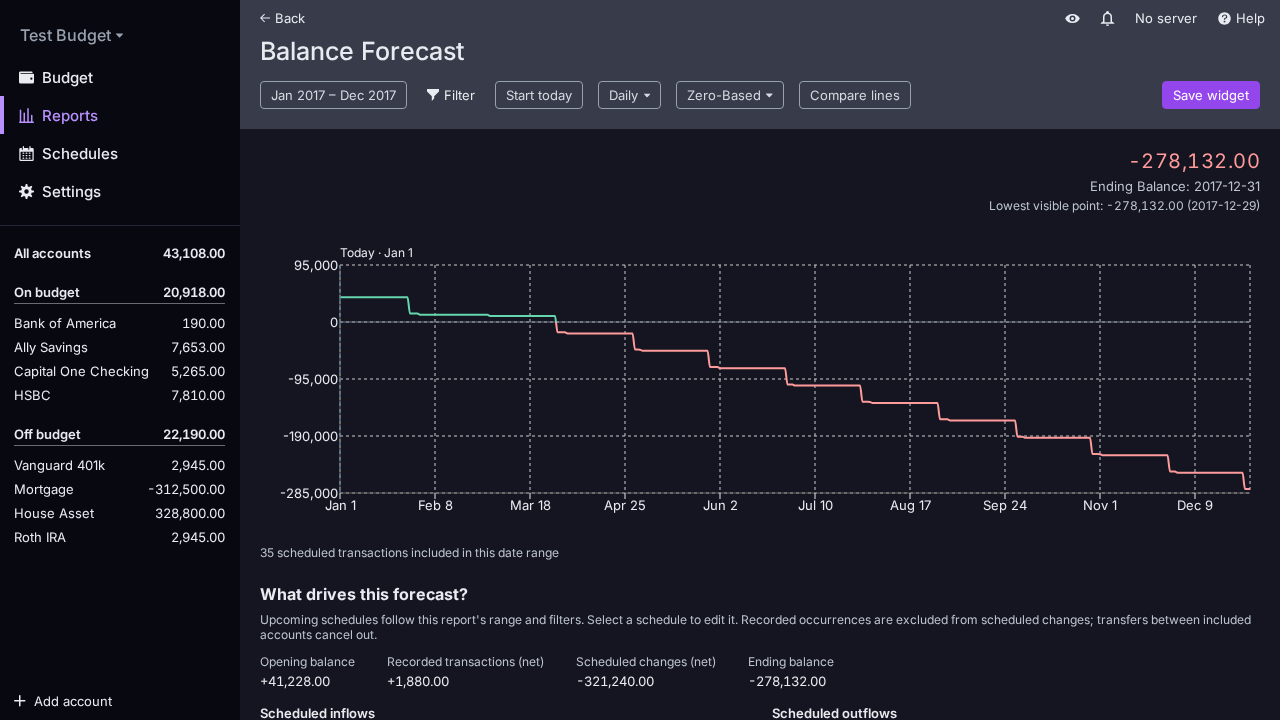 Test Budget
Budget
Reports
Schedules
Settings
All accounts 43,108.00
On budget 20,918.00
Bank of America 190.00
Ally Savings 7,653.00
Capital One Checking 5,265.00
HSBC 7,810.00
Off budget 22,190.00
Vanguard 401k 2,945.00
Mortgage -312,500.00
House Asset 328,800.00
Roth IRA 2,945.00
Add account
Back
No server
Help
Balance Forecast
Jan 2017 – Dec 2017
Filter
Start today
Daily
Zero-Based
Compare lines
Save widget
-278,132.00
Ending Balance: 2017-12-31
Lowest visible point: -278,132.00 (2017-12-29)
Today · Jan 1
95,000
0
-95,000
-190,000
-285,000
Jan 1 Feb 8 Mar 18 Apr 25 Jun 2 Jul 10 Aug 17 Sep 24 Nov 1 Dec 9
35 scheduled transactions included in this date range
What drives this forecast?
Upcoming schedules follow this report's range and filters. Select a schedule to edit it. Recorded occurrences are excluded from scheduled changes; transfers between included
accounts cancel out.
Opening balance Recorded transactions (net) Scheduled changes (net) Ending balance
+41,228.00 +1,880.00 -321,240.00 -278,132.00
Scheduled inflows Scheduled outflows